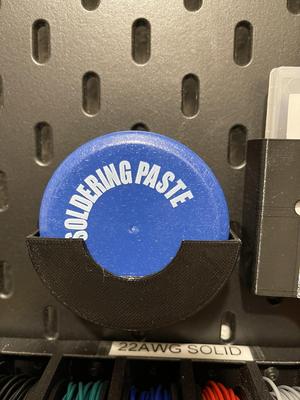 SOLDERING PASTE
22AWG SOLID